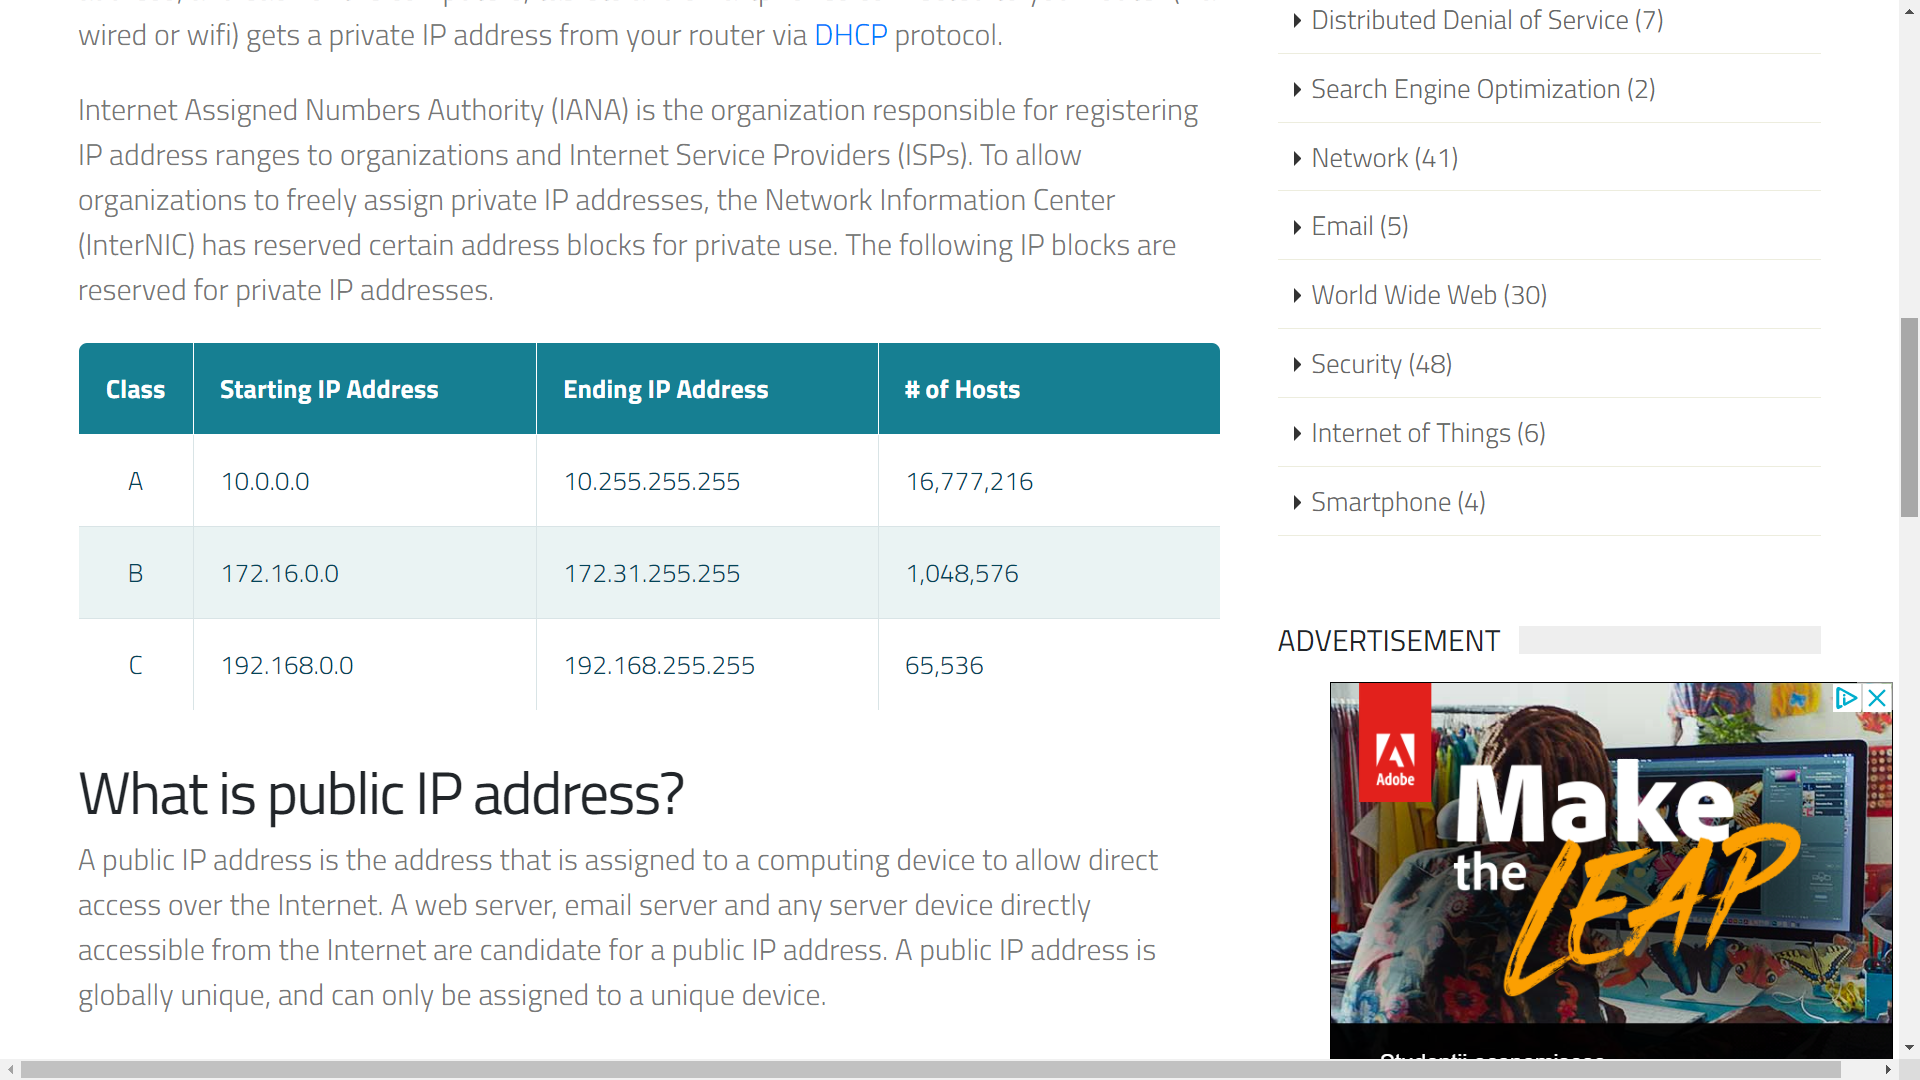 wired or wifi) gets a private IP address from your router via DHCP protocol.
Internet Assigned Numbers Authority (IANA) is the organization responsible for registering
IP address ranges to organizations and Internet Service Providers (ISPs). To allow
organizations to freely assign private IP addresses, the Network Information Center
(InterNIC) has reserved certain address blocks for private use. The following IP blocks are
reserved for private IP addresses.
Class Starting IP Address Ending IP Address # of Hosts
A 10.0.0.0 10.255.255.255 16,777,216
B 172.16.0.0 172.31.255.255 1,048,576
C 192.168.0.0 192.168.255.255 65,536
What is public IP address?
A public IP address is the address that is assigned to a computing device to allow direct
access over the Internet. A web server, email server and any server device directly
accessible from the Internet are candidate for a public IP address. A public IP address is
globally unique, and can only be assigned to a unique device.
Distributed Denial of Service (7)
Search Engine Optimization (2)
Network (41)
Email (5)
World Wide Web (30)
Security (48)
Internet of Things (6)
Smartphone (4)
ADVERTISEMENT
Adobe
Make
the LEAP